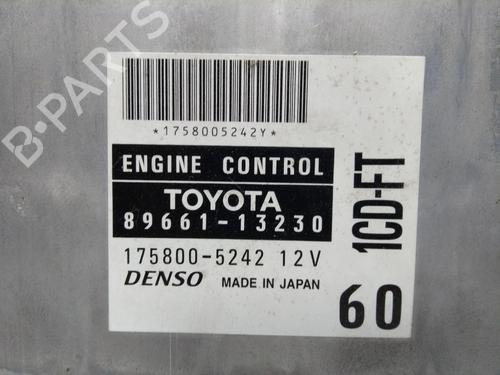 *1758005242Y*
ENGINE CONTROL
TOYOTA
89661-13230
175800-5242 12V
DENSO MADE IN JAPAN
1CD-FT
60
B-PARTS